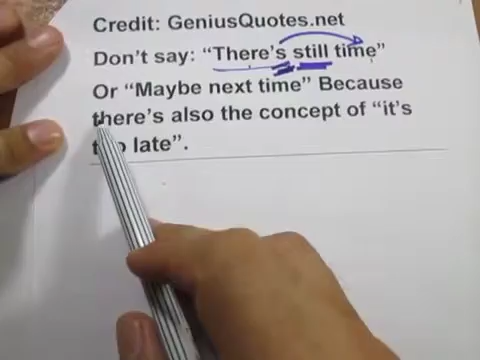 Credit: GeniusQuotes.net
Don't say: “There's still time”
Or “Maybe next time” Because
there's also the concept of “it's
too late”.